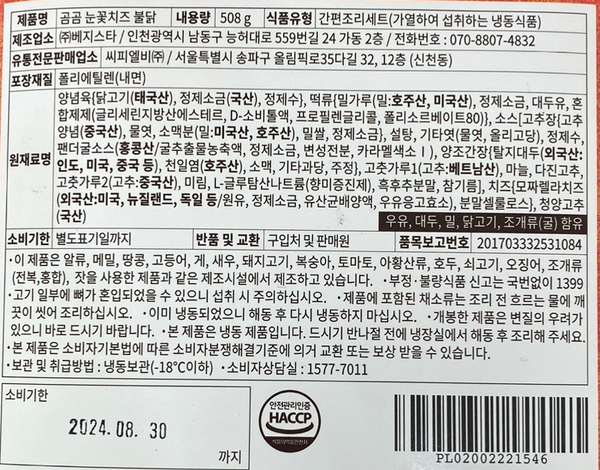 제품명 곰곰 눈꽃치즈 불닭 내용량 508 g 식품유형 간편조리세트(가열하여 섭취하는 냉동식품)
제조업소 ㈜베지스타 / 인천광역시 남동구 능허대로 559번길 24 가동 2층 / 전화번호 : 070-8807-4832
유통전문판매업소 씨피엘비㈜ / 서울특별시 송파구 올림픽로35다길 32, 12층 (신천동)
포장재질 폴리에틸렌(내면)
원재료명
양념육{닭고기(태국산), 정제소금(국산), 정제수}, 떡류{밀가루(밀:호주산, 미국산), 정제소금, 대두유, 혼
합제제(글리세린지방산에스테르, D-소비톨액, 프로필렌글리콜, 폴리소르베이트80)}, 소스[고추장{고추
양념(중국산), 물엿, 소맥분(밀:미국산, 호주산), 밀쌀, 정제소금}, 설탕, 기타엿(물엿, 올리고당), 정제수,
팬더굴소스(홍콩산/굴추출물농축액, 정제소금, 변성전분, 카라멜색소Ⅰ), 양조간장{탈지대두(외국산:
인도, 미국, 중국 등), 천일염(호주산), 소맥, 기타과당, 주정}, 고춧가루1(고추:베트남산), 마늘, 다진고추,
고춧가루2(고추:중국산), 미림, L-글루탐산나트륨(향미증진제), 흑후추분말, 참기름], 치즈[모짜렐라치즈
(외국산:미국, 뉴질랜드, 독일 등/원유, 정제소금, 유산균배양액, 우유응고효소), 분말셀룰로스], 청양고추
(국산)
우유, 대두, 밀, 닭고기, 조개류(굴) 함유
소비기한 별도표기일까지 반품 및 교환 구입처 및 판매원 품목보고번호 201703332531084
·이 제품은 알류, 메밀, 땅콩, 고등어, 게, 새우, 돼지고기, 복숭아, 토마토, 아황산류, 호두, 쇠고기, 오징어, 조개류
(전복,홍합), 잣을 사용한 제품과 같은 제조시설에서 제조하고 있습니다. ·부정·불량식품 신고는 국번없이 1399
·고기 일부에 뼈가 혼입되었을 수 있으니 섭취 시 주의하십시오. ·제품에 포함된 채소류는 조리 전 흐르는 물에 깨
끗이 씻어 조리하십시오. ·이미 냉동되었으니 해동 후 다시 냉동하지 마십시오. ·개봉한 제품은 변질의 우려가
있으니 바로 드시기 바랍니다. ·본 제품은 냉동 제품입니다. 드시기 반나절 전에 냉장실에서 해동 후 조리해 주세요.
·본 제품은 소비자기본법에 따른 소비자분쟁해결기준에 의거 교환 또는 보상 받을 수 있습니다.
·보관 및 취급방법 : 냉동보관(-18℃이하) ·소비자상담실 : 1577-7011
소비기한
2024.08.30
까지
안전관리인증
HACCP
식품의약품안전처
PL02002221546